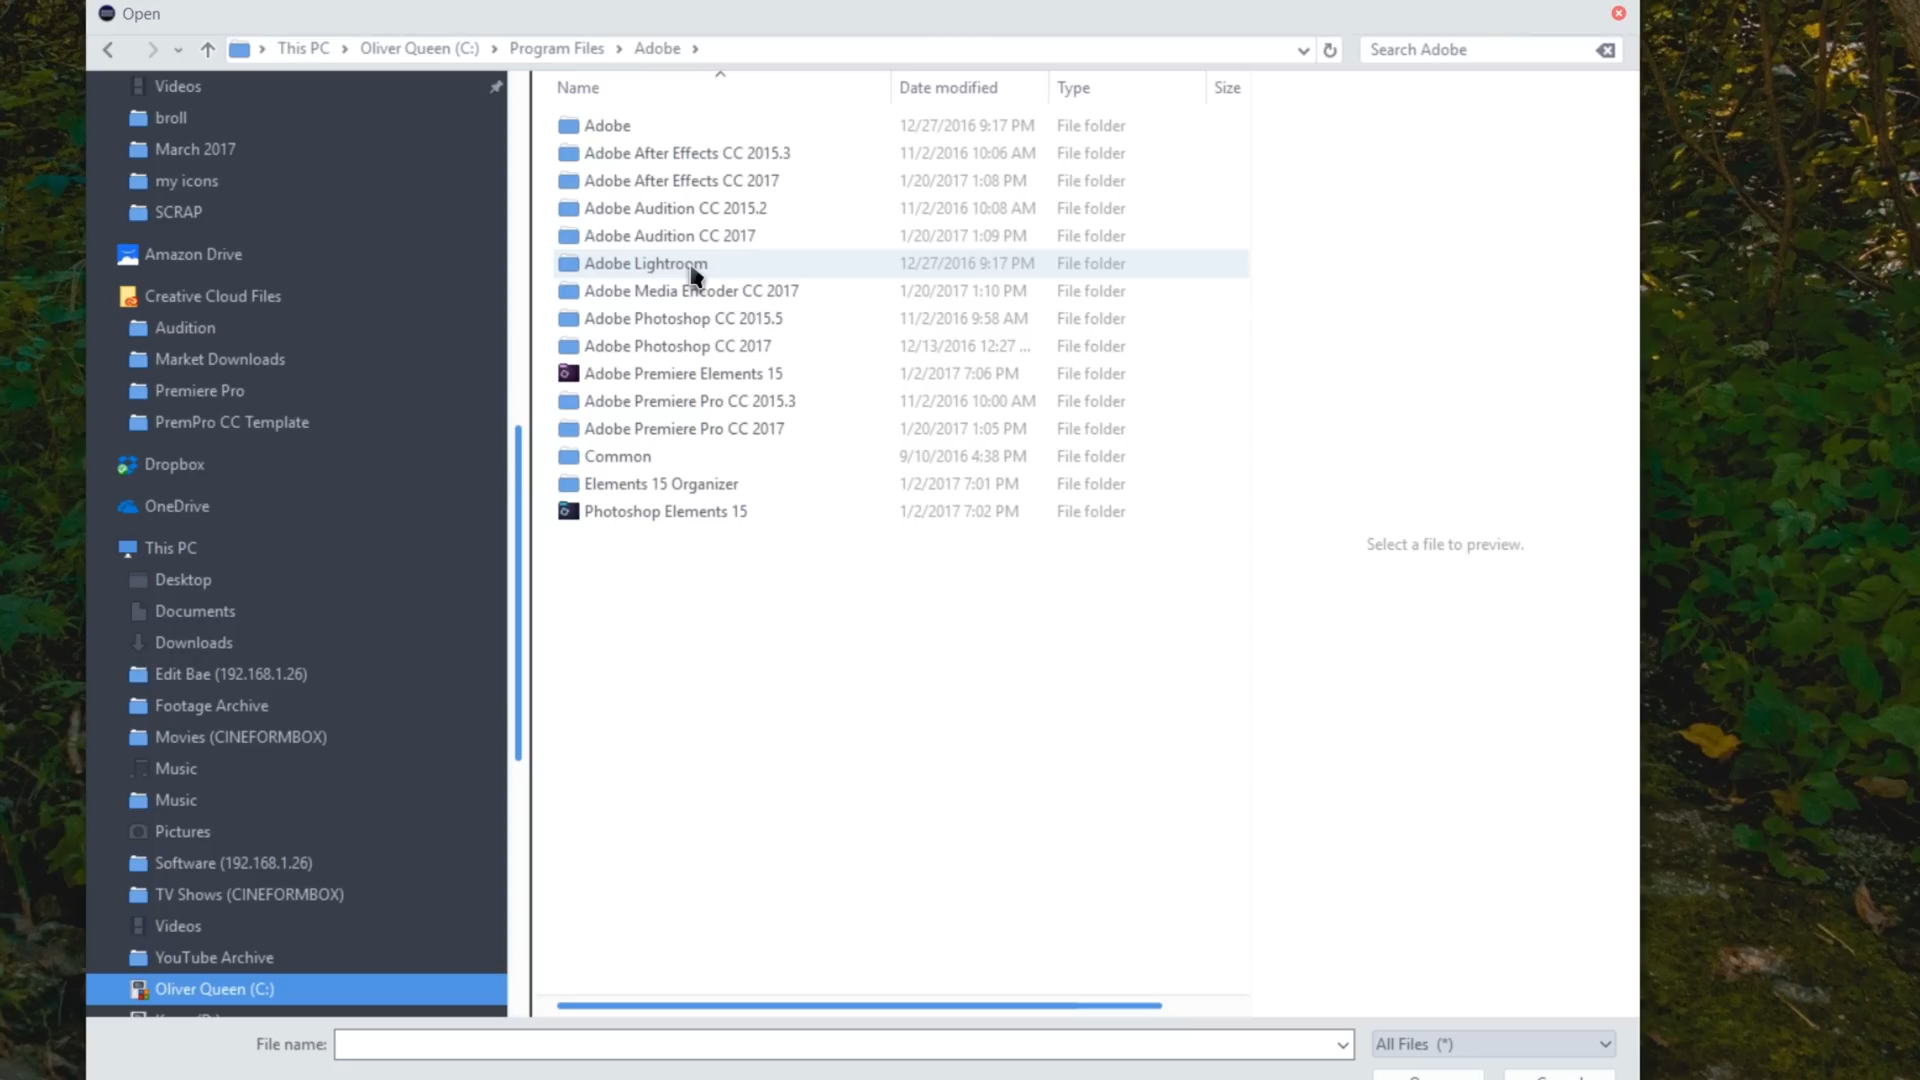 Open
This PC
Oliver Queen (C:)
Program Files
Adobe
Search Adobe
Name
Date modified
Type
Size
Videos
broll
March 2017
my icons
SCRAP
Amazon Drive
Creative Cloud Files
Audition
Market Downloads
Premiere Pro
PremPro CC Template
Dropbox
OneDrive
This PC
Desktop
Documents
Downloads
Edit Bae (192.168.1.26)
Footage Archive
Movies (CINEFORMBOX)
Music
Music
Pictures
Software (192.168.1.26)
TV Shows (CINEFORMBOX)
Videos
YouTube Archive
Oliver Queen (C:)
Adobe 12/27/2016 9:17 PM File folder
Adobe After Effects CC 2015.3 11/2/2016 10:06 AM File folder
Adobe After Effects CC 2017 1/20/2017 1:08 PM File folder
Adobe Audition CC 2015.2 11/2/2016 10:08 AM File folder
Adobe Audition CC 2017 1/20/2017 1:09 PM File folder
Adobe Lightroom 12/27/2016 9:17 PM File folder
Adobe Media Encoder CC 2017 1/20/2017 1:10 PM File folder
Adobe Photoshop CC 2015.5 11/2/2016 9:58 AM File folder
Adobe Photoshop CC 2017 12/13/2016 12:27 ... File folder
Adobe Premiere Elements 15 1/2/2017 7:06 PM File folder
Adobe Premiere Pro CC 2015.3 11/2/2016 10:00 AM File folder
Adobe Premiere Pro CC 2017 1/20/2017 1:05 PM File folder
Common 9/10/2016 4:38 PM File folder
Elements 15 Organizer 1/2/2017 7:01 PM File folder
Photoshop Elements 15 1/2/2017 7:02 PM File folder
Select a file to preview.
File name:
All Files (*)